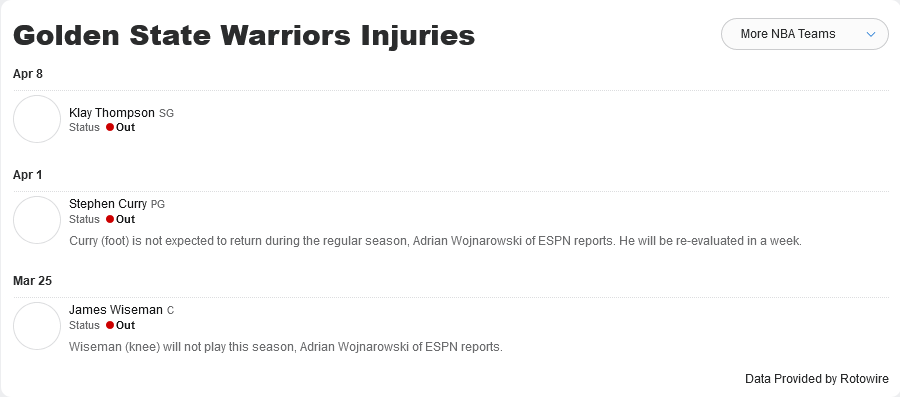 Golden State Warriors Injuries
More NBA Teams
Apr 8
Klay Thompson SG
Status Out
Apr 1
Stephen Curry PG
Status Out
Curry (foot) is not expected to return during the regular season, Adrian Wojnarowski of ESPN reports. He will be re-evaluated in a week.
Mar 25
James Wiseman C
Status Out
Wiseman (knee) will not play this season, Adrian Wojnarowski of ESPN reports.
Data Provided by Rotowire